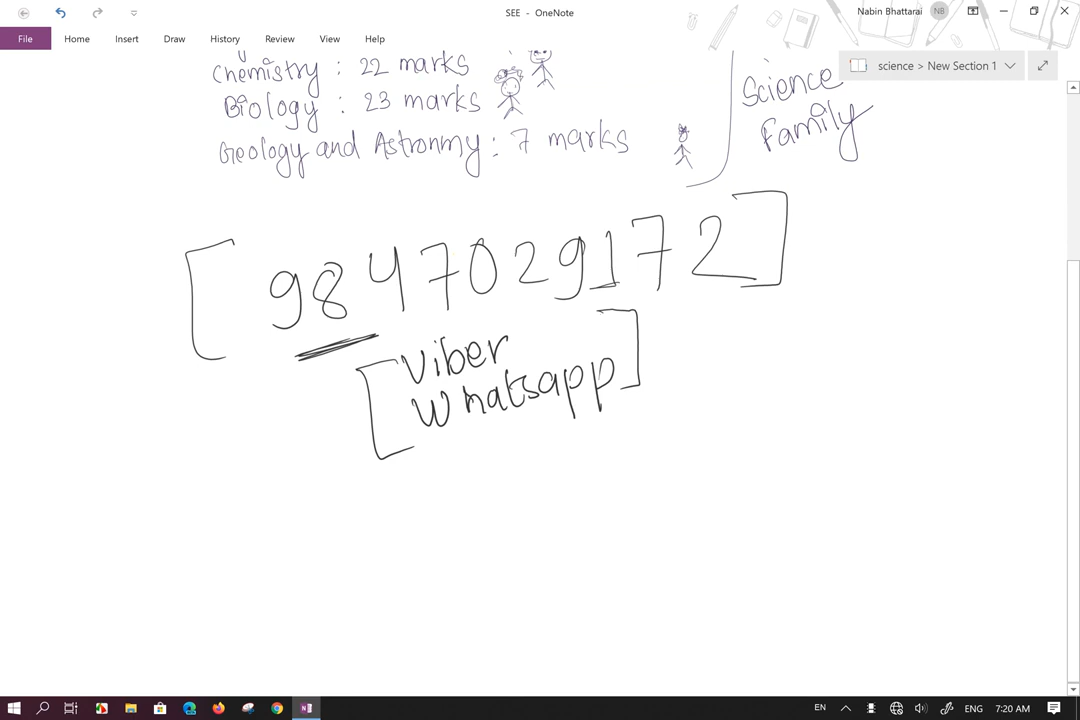 SEE - OneNote
Nabin Bhattarai NB
File Home Insert Draw History Review View Help
science > New Section 1
Chemistry : 22 marks
Biology : 23 marks
Geology and Astronmy : 7 marks
Science
Family
[ 9847029172 ]
[ Viber
Whatsapp ]
EN ENG 7:20 AM